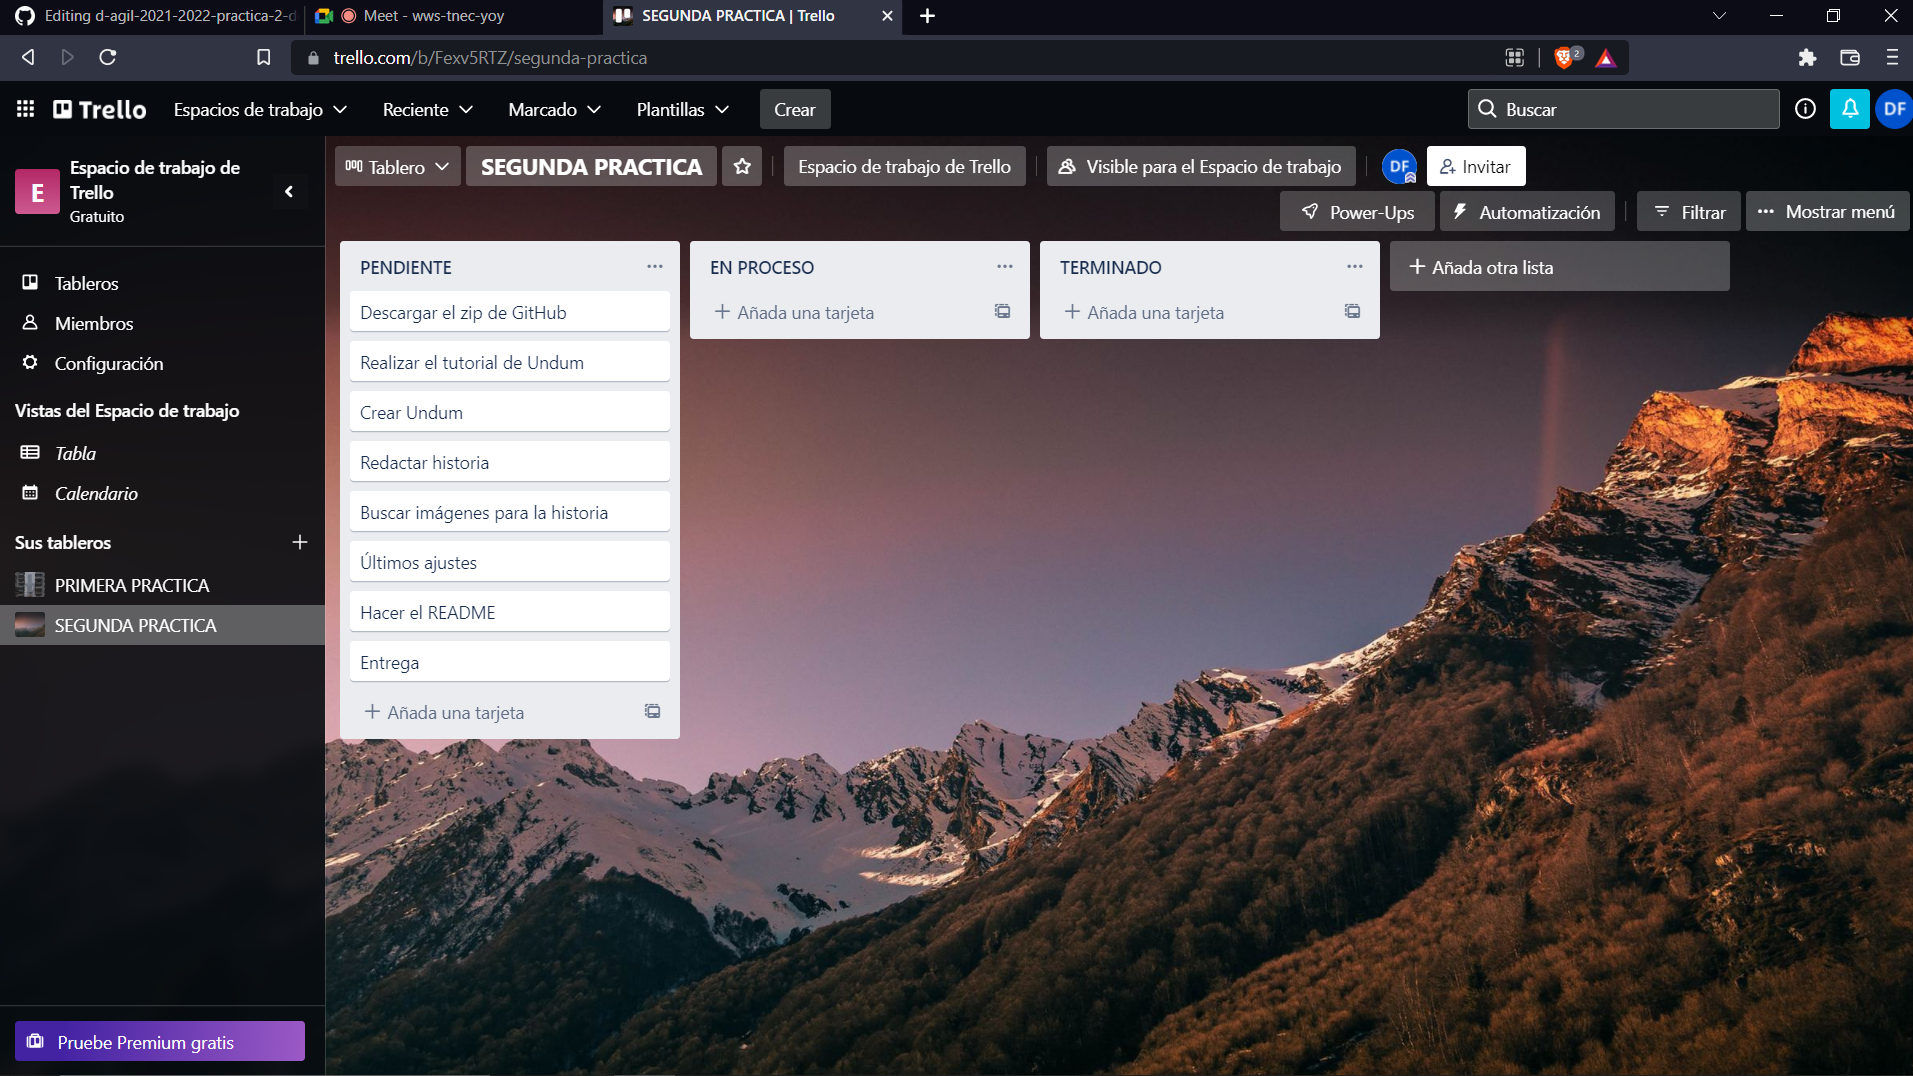 Editing d-agil-2021-2022-practica-2-d
Meet - wws-tnec-yoy
SEGUNDA PRACTICA | Trello
trello.com/b/Fexv5RTZ/segunda-practica
2
Trello
Espacios de trabajo
Reciente
Marcado
Plantillas
Crear
Buscar
DF
E
Espacio de trabajo de
Trello
Gratuito
Tablero
SEGUNDA PRACTICA
Espacio de trabajo de Trello
Visible para el Espacio de trabajo
DF
Invitar
Power-Ups
Automatización
Filtrar
Mostrar menú
Tableros
Miembros
Configuración
Vistas del Espacio de trabajo
Tabla
Calendario
Sus tableros
PRIMERA PRACTICA
SEGUNDA PRACTICA
Pruebe Premium gratis
PENDIENTE
Descargar el zip de GitHub
Realizar el tutorial de Undum
Crear Undum
Redactar historia
Buscar imágenes para la historia
Últimos ajustes
Hacer el README
Entrega
Añada una tarjeta
EN PROCESO
Añada una tarjeta
TERMINADO
Añada una tarjeta
Añada otra lista